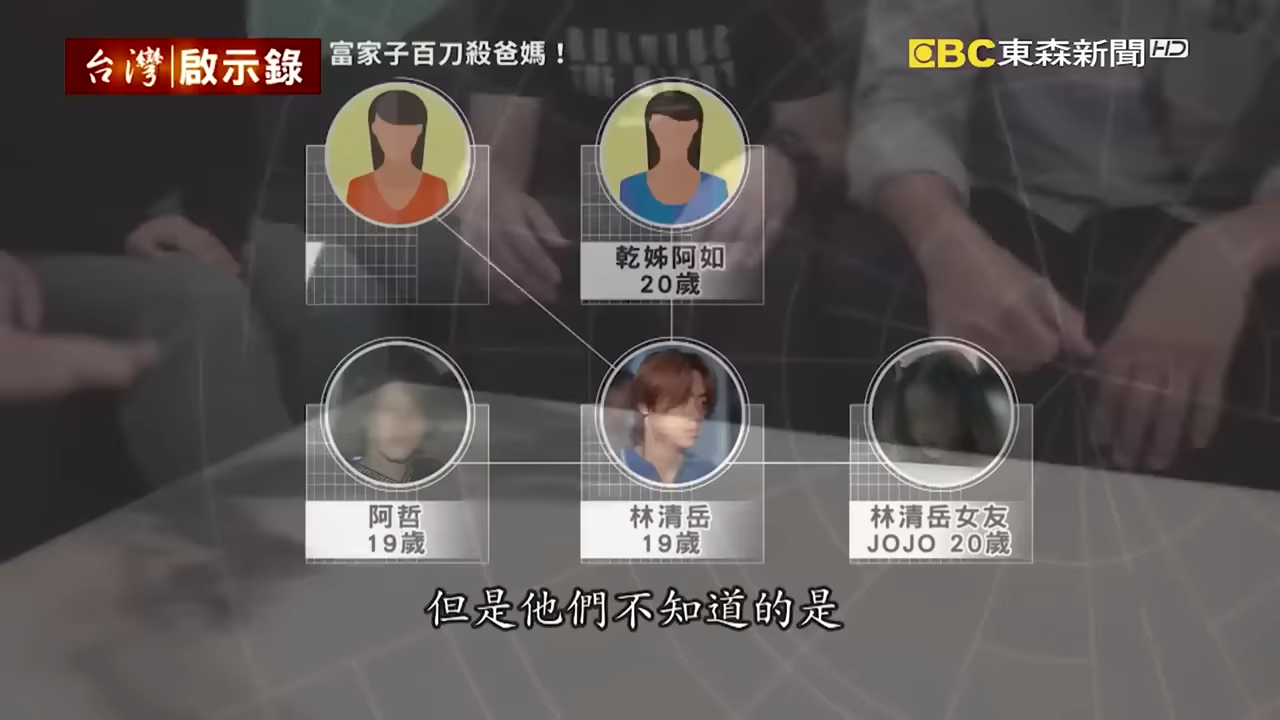 台灣|啟示錄
富家子百刀殺爸媽！
EBC東森新聞HD
乾姊阿如
20歲
阿哲
19歲
林清岳
19歲
林清岳女友
JOJO 20歲
但是他們不知道的是